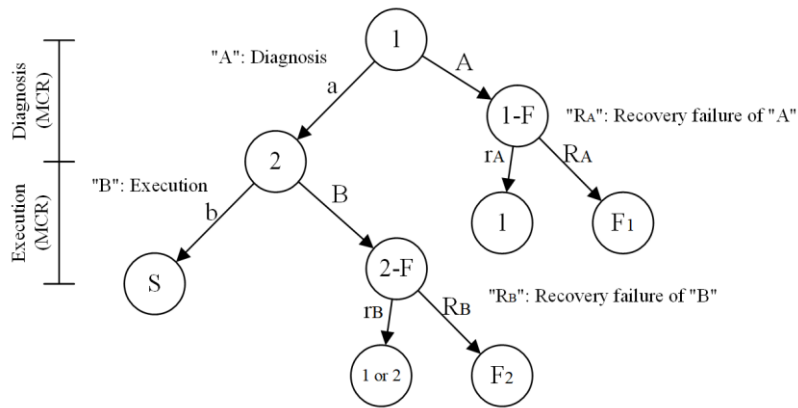 1
"A": Diagnosis
A
a
Diagnosis
(MCR)
1-F
"RA": Recovery failure of "A"
rA
RA
2
"B": Execution
B
b
1
F1
Execution
(MCR)
S
2-F
"RB": Recovery failure of "B"
rB
RB
1 or 2
F2